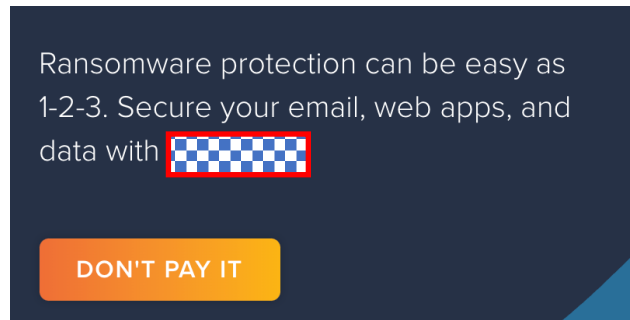 Ransomware protection can be easy as
1-2-3. Secure your email, web apps, and
data with
DON'T PAY IT